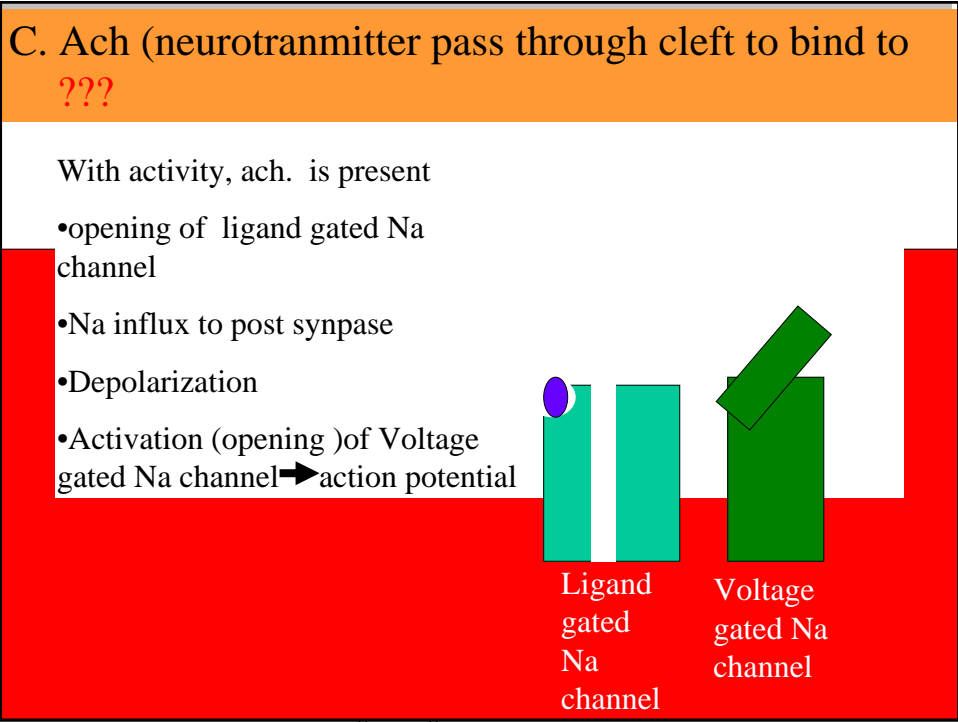 C. Ach (neurotranmitter pass through cleft to bind to
???
With activity, ach. is present
•opening of ligand gated Na
channel
•Na influx to post synpase
•Depolarization
•Activation (opening )of Voltage
gated Na channel➔action potential
Ligand
gated
Na
channel
Voltage
gated Na
channel